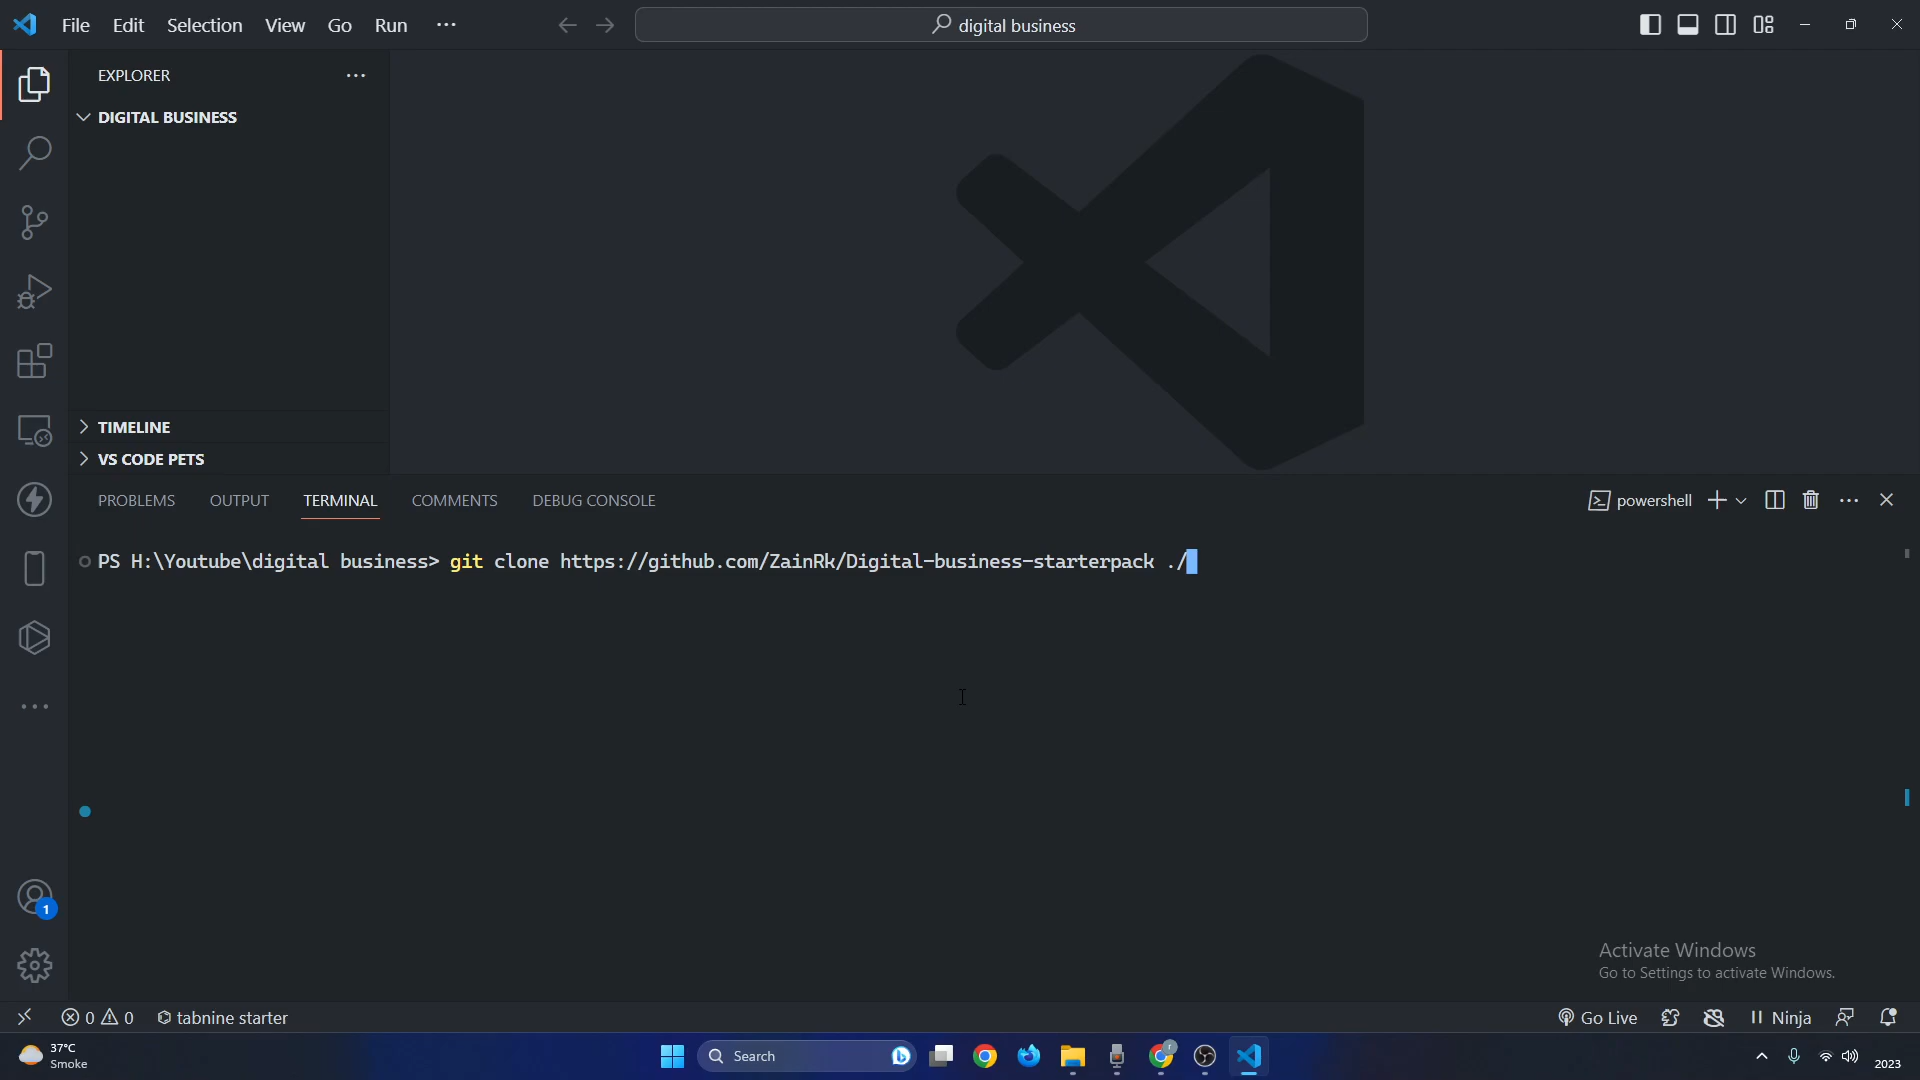 File Edit Selection View Go Run ···
digital business
EXPLORER ···
DIGITAL BUSINESS
TIMELINE
VS CODE PETS
PROBLEMS OUTPUT TERMINAL COMMENTS DEBUG CONSOLE
powershell
PS H:\Youtube\digital business> git clone https://github.com/ZainRk/Digital-business-starterpack ./
1
Activate Windows
Go to Settings to activate Windows.
0 0 tabnine starter
Go Live Ninja
37°C
Smoke
Search
r
2023